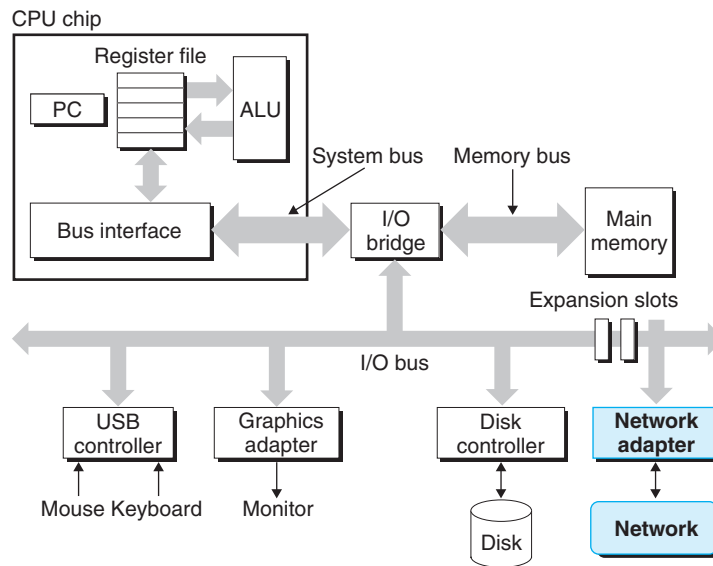 CPU chip
Register file
PC
ALU
System bus
Memory bus
Bus interface
I/O
bridge
Main
memory
Expansion slots
I/O bus
USB
controller
Graphics
adapter
Disk
controller
Network
adapter
Mouse Keyboard
Monitor
Disk
Network